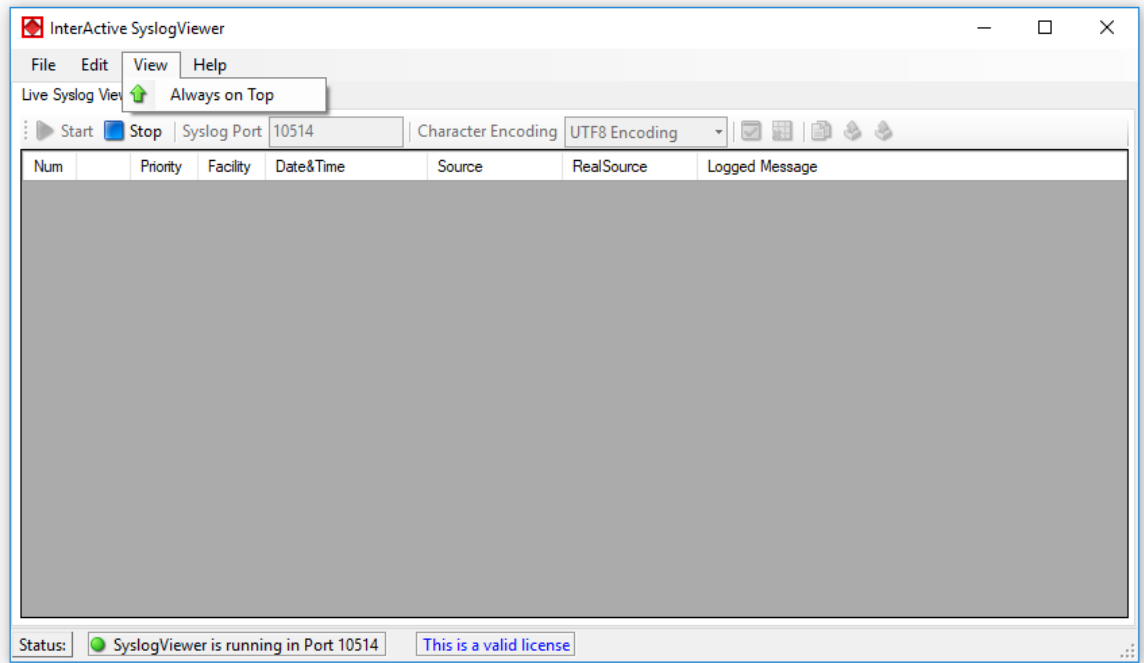 InterActive SyslogViewer
File Edit View Help
Live Syslog View
Always on Top
Start Stop Syslog Port 10514 Character Encoding UTF8 Encoding
Num Priority Facility Date&Time Source RealSource Logged Message
Status: SyslogViewer is running in Port 10514 This is a valid license